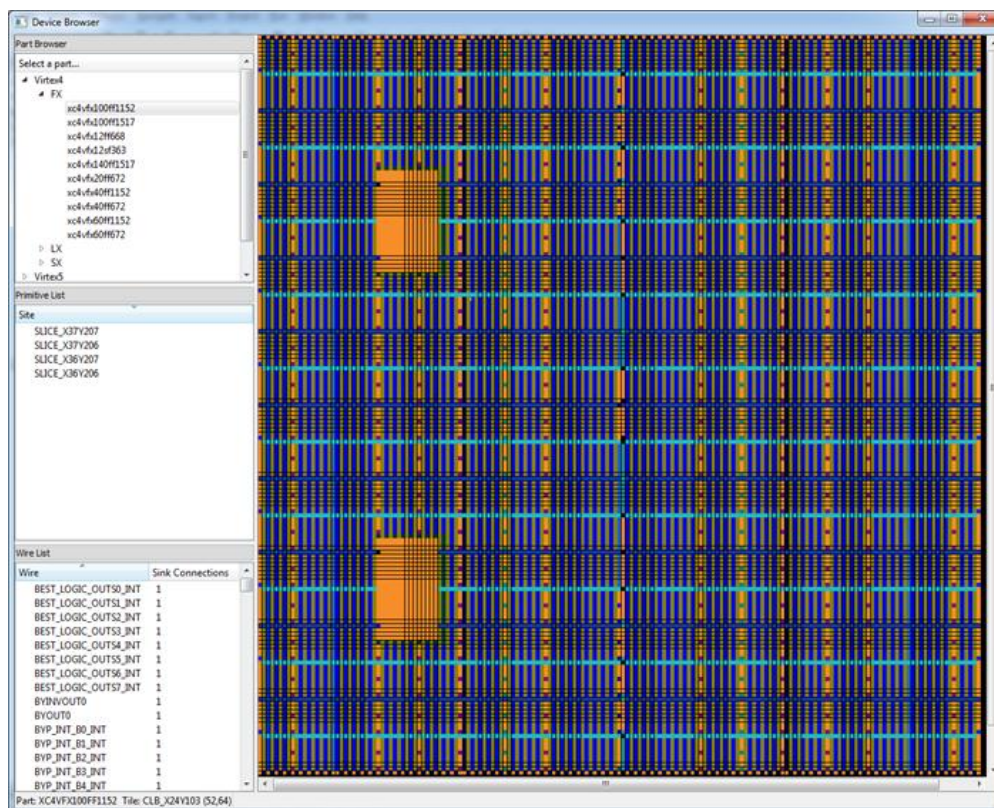 Device Browser
Part Browser
Select a part...
Virtex4
FX
xc4vfx100ff1152
xc4vfx100ff1517
xc4vfx12ff668
xc4vfx12sf363
xc4vfx140ff1517
xc4vfx20ff672
xc4vfx40ff1152
xc4vfx40ff672
xc4vfx60ff1152
xc4vfx60ff672
LX
SX
Virtex5
Primitive List
Site
SLICE_X37Y207
SLICE_X37Y206
SLICE_X36Y207
SLICE_X36Y206
Wire List
Wire Sink Connections
BEST_LOGIC_OUTS0_INT 1
BEST_LOGIC_OUTS1_INT 1
BEST_LOGIC_OUTS2_INT 1
BEST_LOGIC_OUTS3_INT 1
BEST_LOGIC_OUTS4_INT 1
BEST_LOGIC_OUTS5_INT 1
BEST_LOGIC_OUTS6_INT 1
BEST_LOGIC_OUTS7_INT 1
BYINVOUT0 1
BYOUT0 1
BYP_INT_B0_INT 1
BYP_INT_B1_INT 1
BYP_INT_B2_INT 1
BYP_INT_B3_INT 1
BYP_INT_B4_INT 1
Part: XC4VFX100FF1152 Tile: CLB_X24Y103 (52,64)